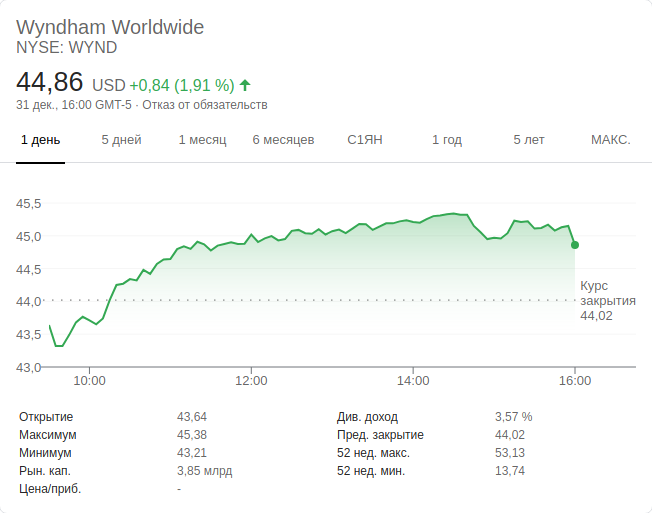 Wyndham Worldwide
NYSE: WYND
44,86 USD +0,84 (1,91 %)
31 дек., 16:00 GMT-5 · Отказ от обязательств
1 день 5 дней 1 месяц 6 месяцев С1ЯН 1 год 5 лет МАКС.
45,5
45,0
44,5
Курс
44,0 закрытия
44,02
43,5
43,0
10:00 12:00 14:00 16:00
Открытие 43,64 Див. доход 3,57 %
Максимум 45,38 Пред. закрытие 44,02
Минимум 43,21 52 нед. макс. 53,13
Рын. кап. 3,85 млрд 52 нед. мин. 13,74
Цена/приб. -